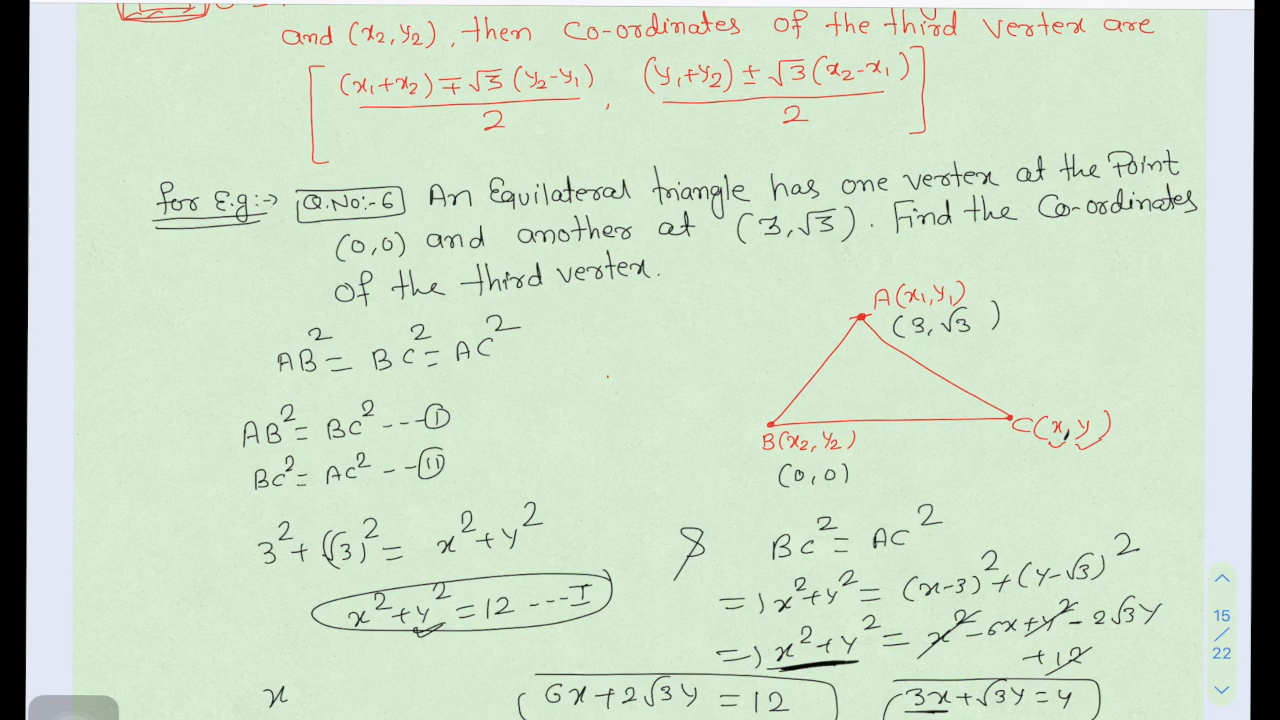 and (x₂, y₂), then Co-ordinates of the third vertex are
[ (x₁+x₂) ∓ √3 (y₂-y₁) / 2 , (y₁+y₂) ± √3 (x₂-x₁) / 2 ]
for E.g:→ Q.No:-6 An Equilateral triangle has one vertex at the Point
(0,0) and another at (3,√3). Find the Co-ordinates
of the third vertex.
A(x₁,y₁)
(3,√3)
AB² = BC² = AC²
AB² = BC² --- (I)
BC² = AC² -- (II)
B(x₂,y₂)
(0,0)
C(x,y)
3² + (√3)² = x² + y²
x² + y² = 12 --- I
& BC² = AC²
=) x² + y² = (x-3)² + (y-√3)²
=) x² + y² = x² - 6x + y² - 2√3y
+12
6x + 2√3y = 12
3x + √3y = 4
x
15
/
22